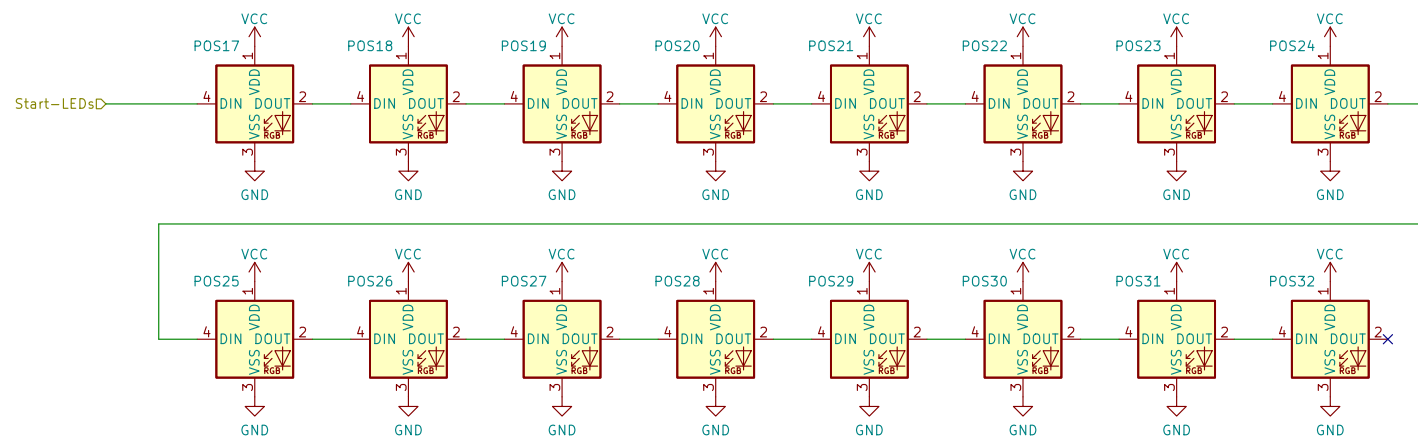 VCC VCC VCC VCC VCC VCC VCC VCC
POS17 POS18 POS19 POS20 POS21 POS22 POS23 POS24
1 1 1 1 1 1 1 1
VDD VDD VDD VDD VDD VDD VDD VDD
Start-LEDs 4 DIN DOUT 2 4 DIN DOUT 2 4 DIN DOUT 2 4 DIN DOUT 2 4 DIN DOUT 2 4 DIN DOUT 2 4 DIN DOUT 2 4 DIN DOUT 2
VSS RGB VSS RGB VSS RGB VSS RGB VSS RGB VSS RGB VSS RGB VSS RGB
3 3 3 3 3 3 3 3
GND GND GND GND GND GND GND GND
VCC VCC VCC VCC VCC VCC VCC VCC
POS25 POS26 POS27 POS28 POS29 POS30 POS31 POS32
1 1 1 1 1 1 1 1
VDD VDD VDD VDD VDD VDD VDD VDD
4 DIN DOUT 2 4 DIN DOUT 2 4 DIN DOUT 2 4 DIN DOUT 2 4 DIN DOUT 2 4 DIN DOUT 2 4 DIN DOUT 2 4 DIN DOUT 2
VSS RGB VSS RGB VSS RGB VSS RGB VSS RGB VSS RGB VSS RGB VSS RGB
3 3 3 3 3 3 3 3
GND GND GND GND GND GND GND GND